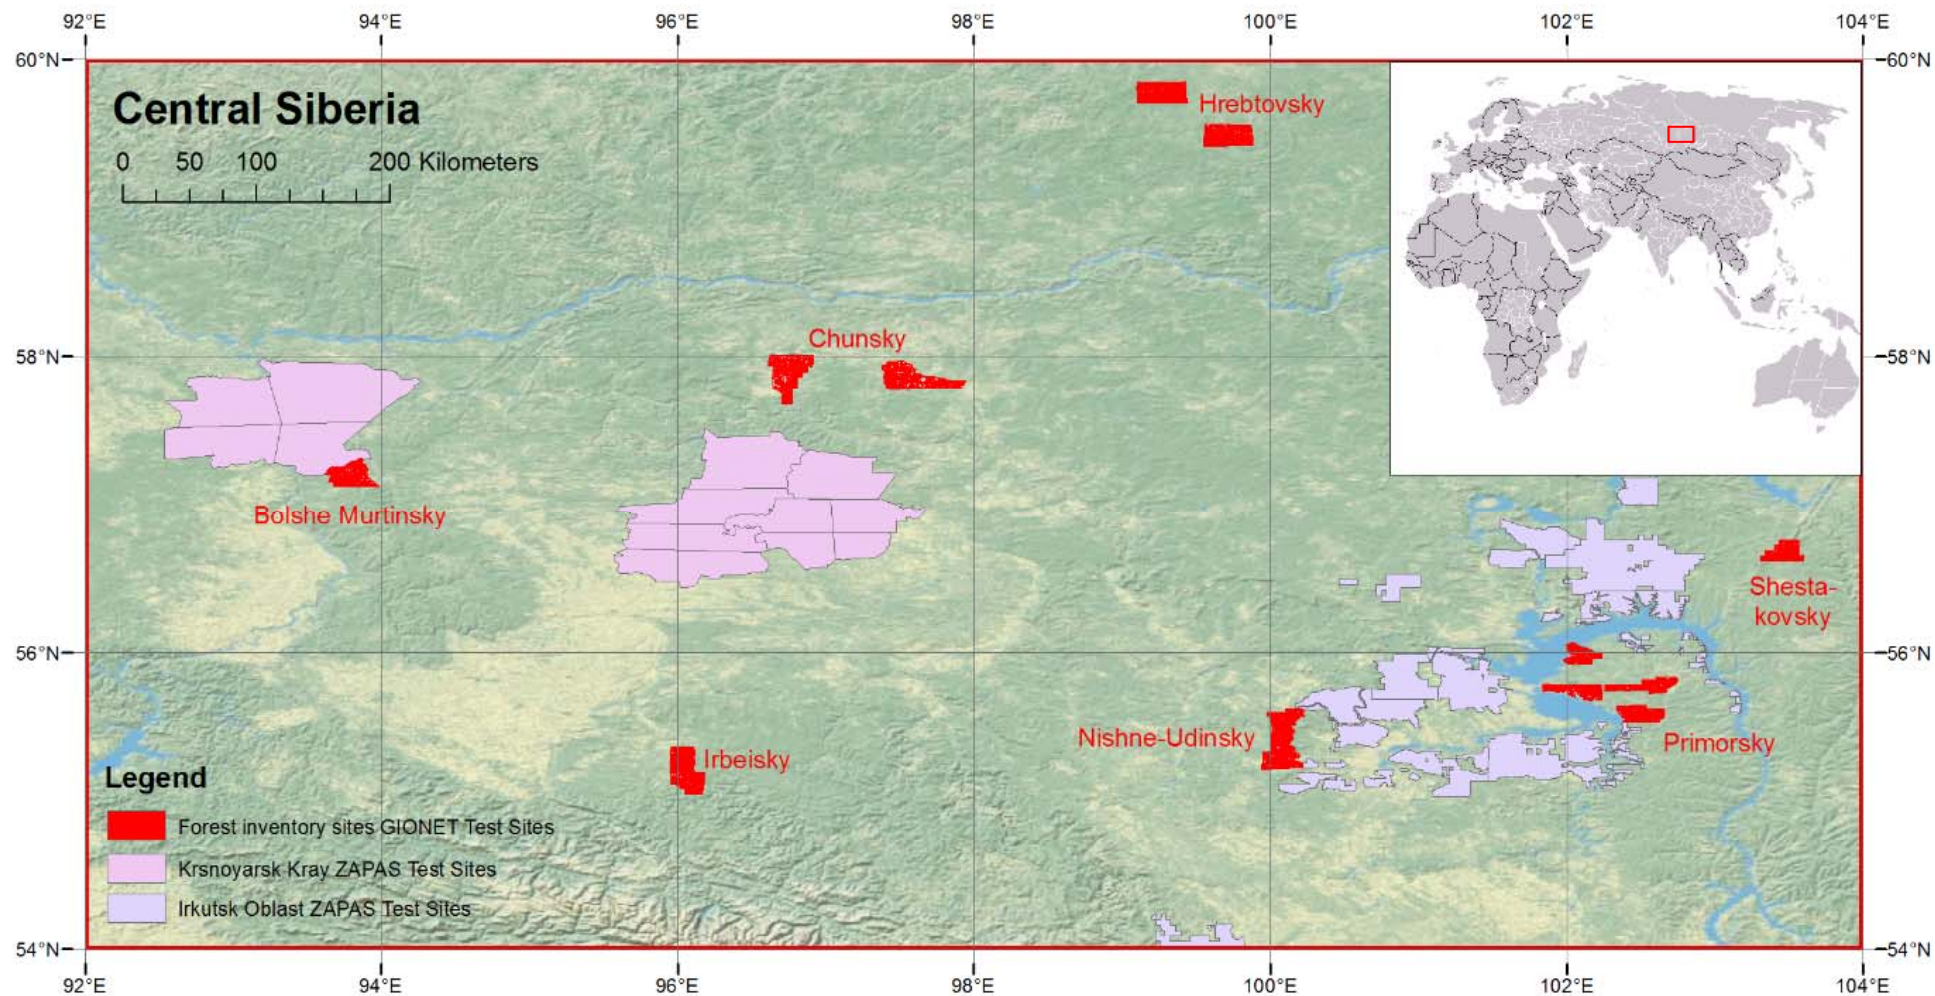 92°E 94°E 96°E 98°E 100°E 102°E 104°E
60°N 60°N
Central Siberia
0 50 100 200 Kilometers
Hrebtovsky
Chunsky
58°N 58°N
Bolshe Murtinsky
Shesta-
kovsky
56°N 56°N
Nishne-Udinsky
Primorsky
Irbeisky
Legend
Forest inventory sites GIONET Test Sites
Krsnoyarsk Kray ZAPAS Test Sites
Irkutsk Oblast ZAPAS Test Sites
54°N 54°N
92°E 94°E 96°E 98°E 100°E 102°E 104°E